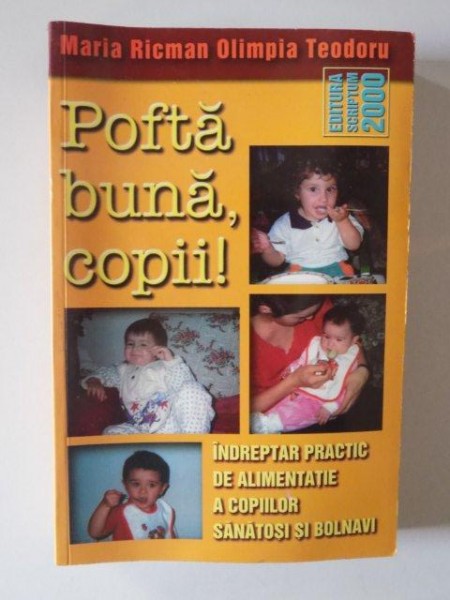 Maria Ricman Olimpia Teodoru
EDITURA
SCRIPTUM
2000
Poftă
bună,
copii!
ÎNDREPTAR PRACTIC
DE ALIMENTAȚIE
A COPIILOR
SĂNĂTOȘI ȘI BOLNAVI